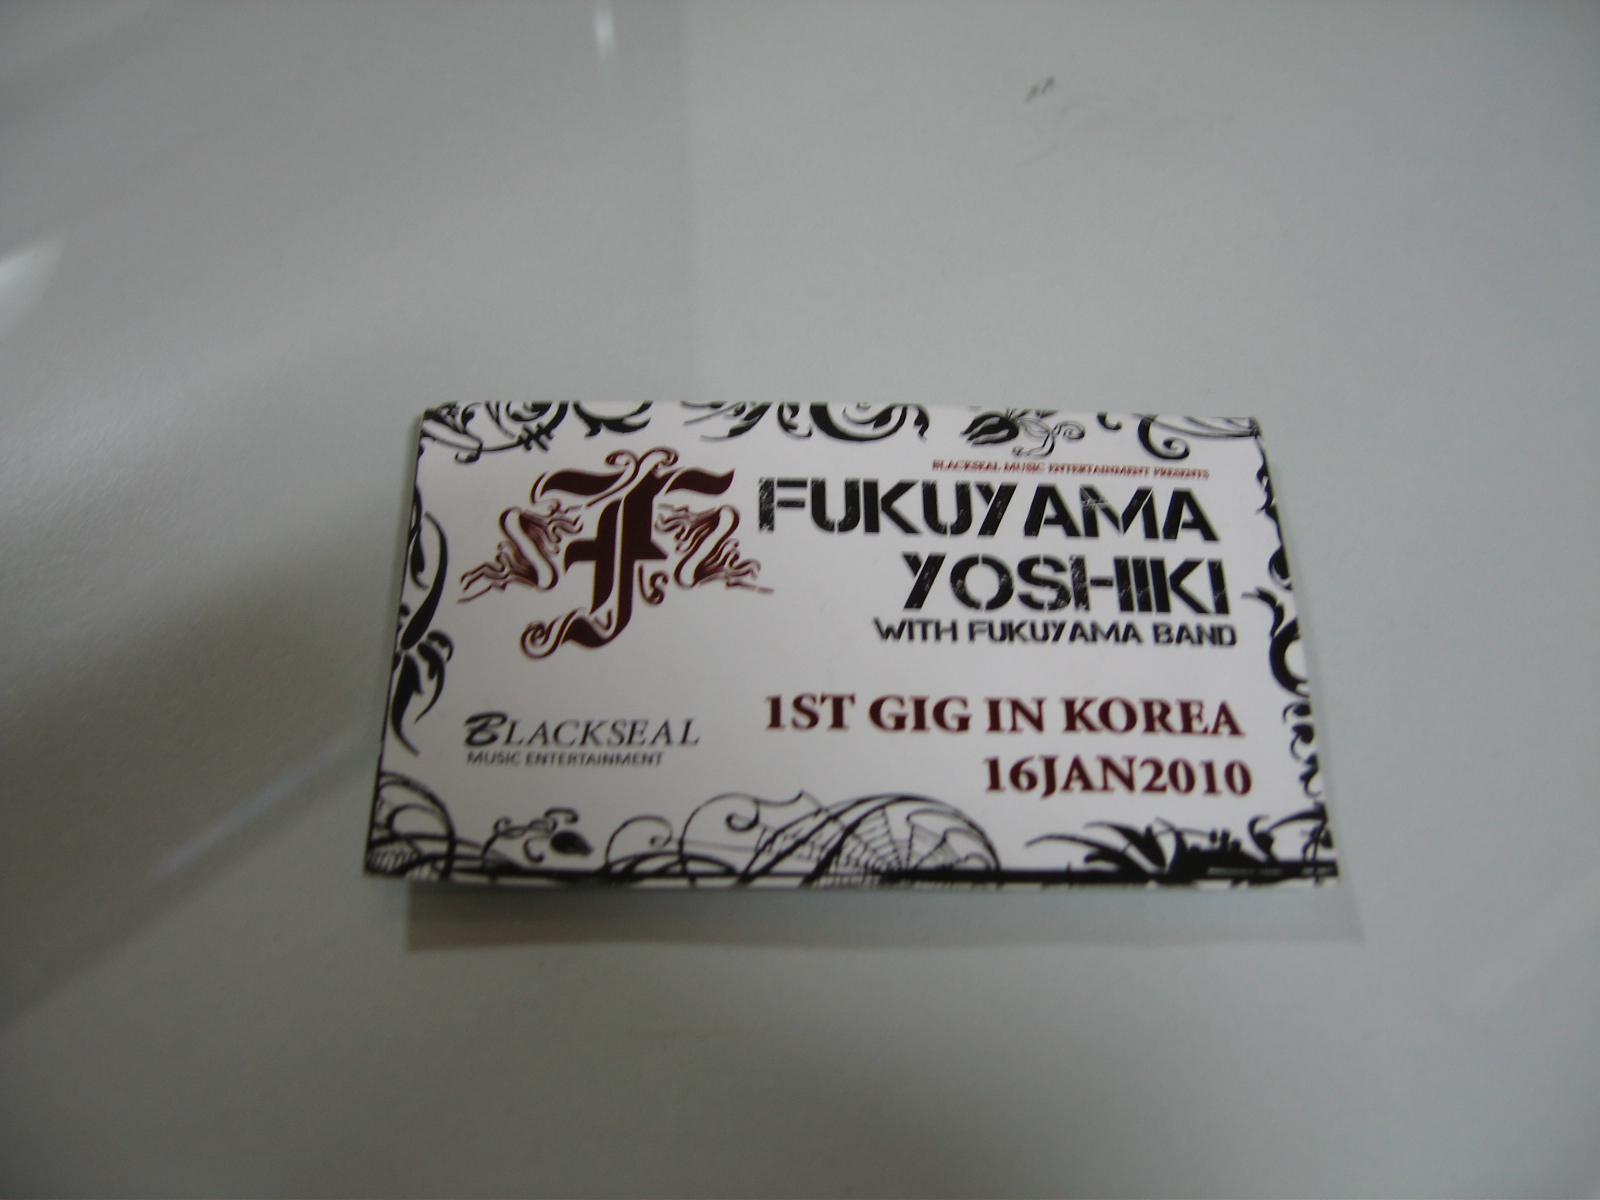 BLACKSEAL MUSIC ENTERTAINMENT PRESENTS
FUKUYAMA
YOSHIKI
WITH FUKUYAMA BAND
1ST GIG IN KOREA
16JAN2010
F
BLACKSEAL
MUSIC ENTERTAINMENT